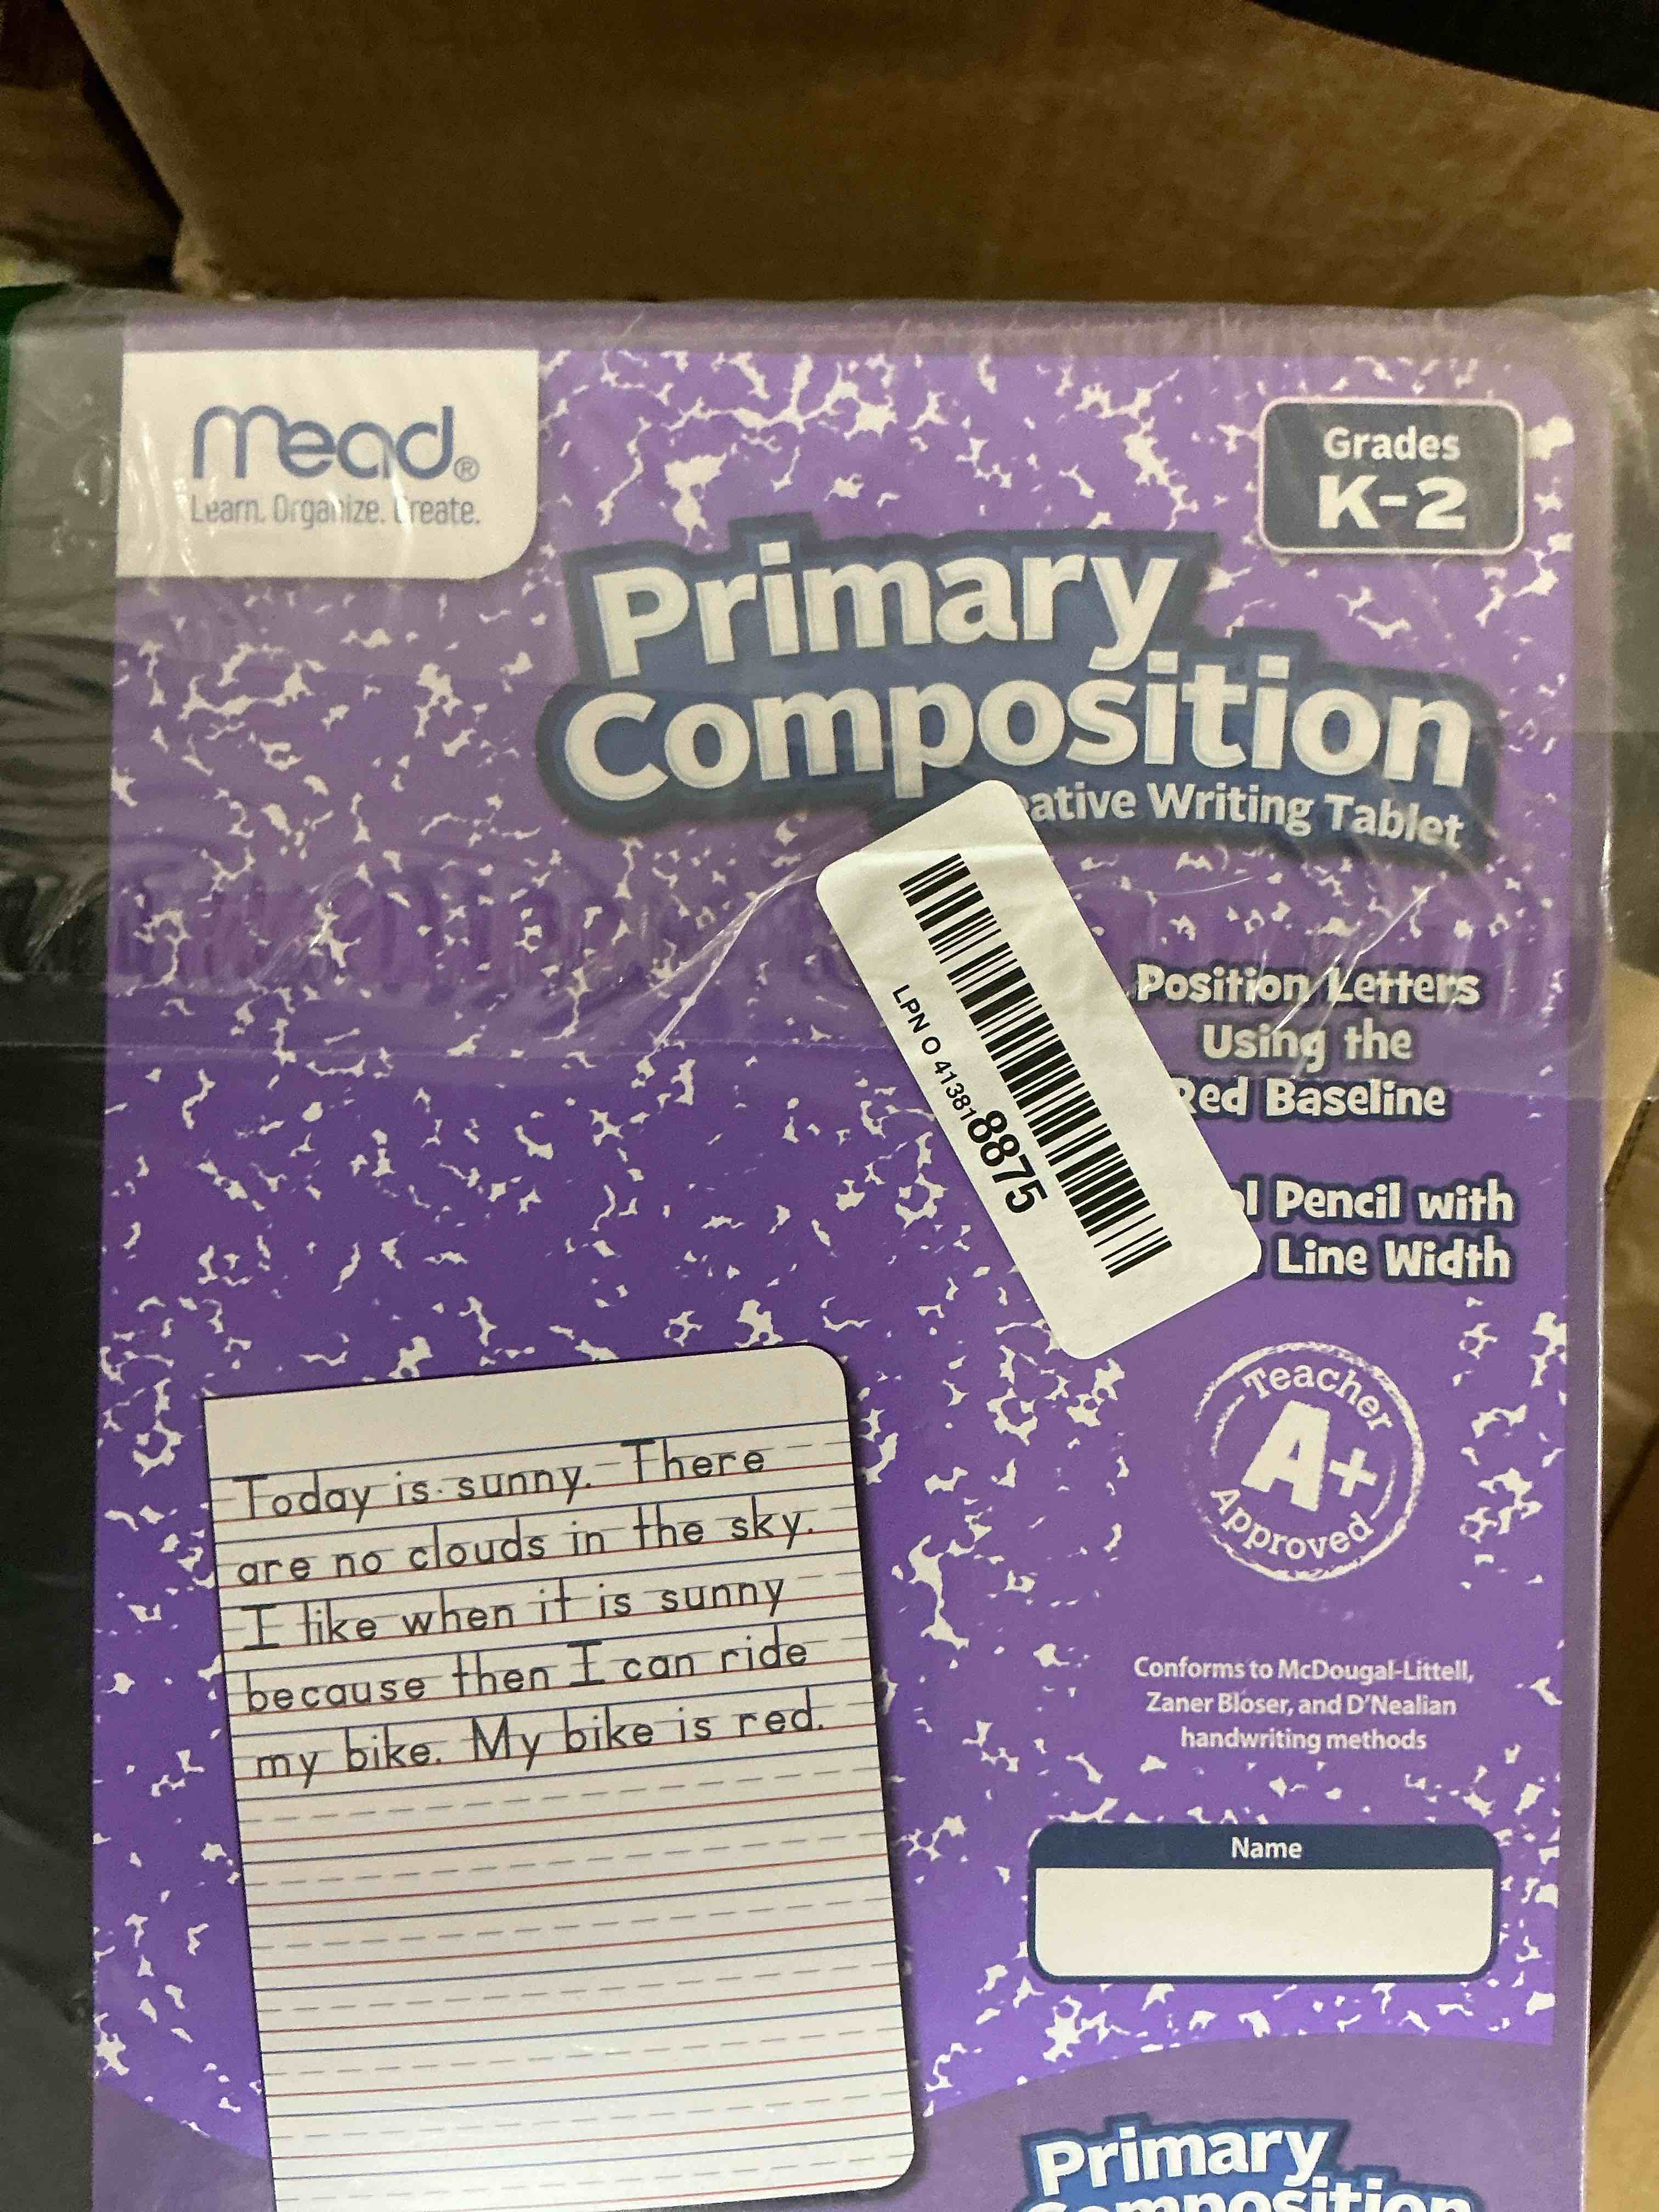 mead®
Learn. Organize. Create.
Grades
K-2
Primary
Composition
Writing Tablet
LPN O 413818875
Position Letters
Using the
Red Baseline
Pencil with
Line Width
Teacher
A+
Approved
Today is sunny. There
are no clouds in the sky.
I like when it is sunny
because then I can ride
my bike. My bike is red.
Conforms to McDougal-Littell,
Zaner Bloser, and D'Nealian
handwriting methods
Name
Primary
Composition